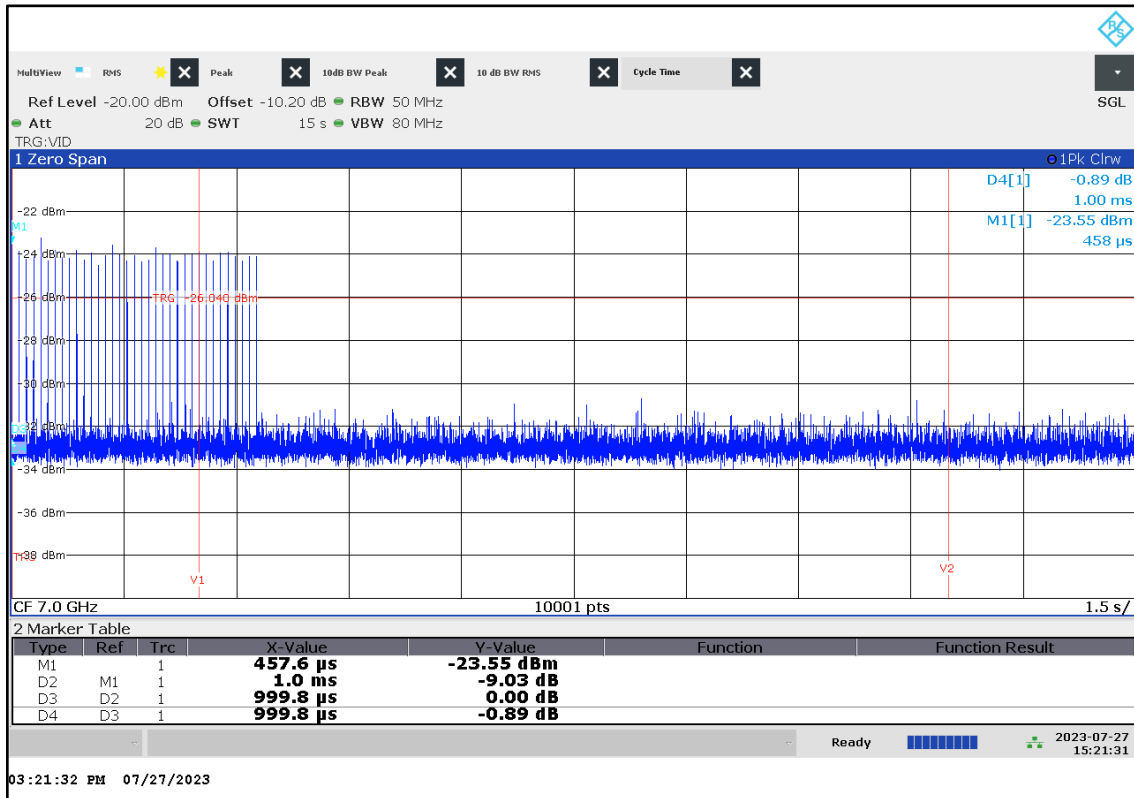 R&S
MultiView RMS Peak 10dB BW Peak 10 dB BW RMS Cycle Time
Ref Level -20.00 dBm Offset -10.20 dB RBW 50 MHz SGL
Att 20 dB SWT 15 s VBW 80 MHz
TRG:VID
1 Zero Span 1Pk Clrw
D4[1] -0.89 dB
1.00 ms
-22 dBm
M1[1] -23.55 dBm
M1
458 µs
-24 dBm
-26 dBm TRG -26.040 dBm
-28 dBm
-30 dBm
-32 dBm
-34 dBm
-36 dBm
-38 dBm
V1 V2
CF 7.0 GHz 10001 pts 1.5 s/
2 Marker Table
Type Ref Trc X-Value Y-Value Function Function Result
M1 1 457.6 µs -23.55 dBm
D2 M1 1 1.0 ms -9.03 dB
D3 D2 1 999.8 µs 0.00 dB
D4 D3 1 999.8 µs -0.89 dB
Ready 2023-07-27
15:21:31
03:21:32 PM 07/27/2023